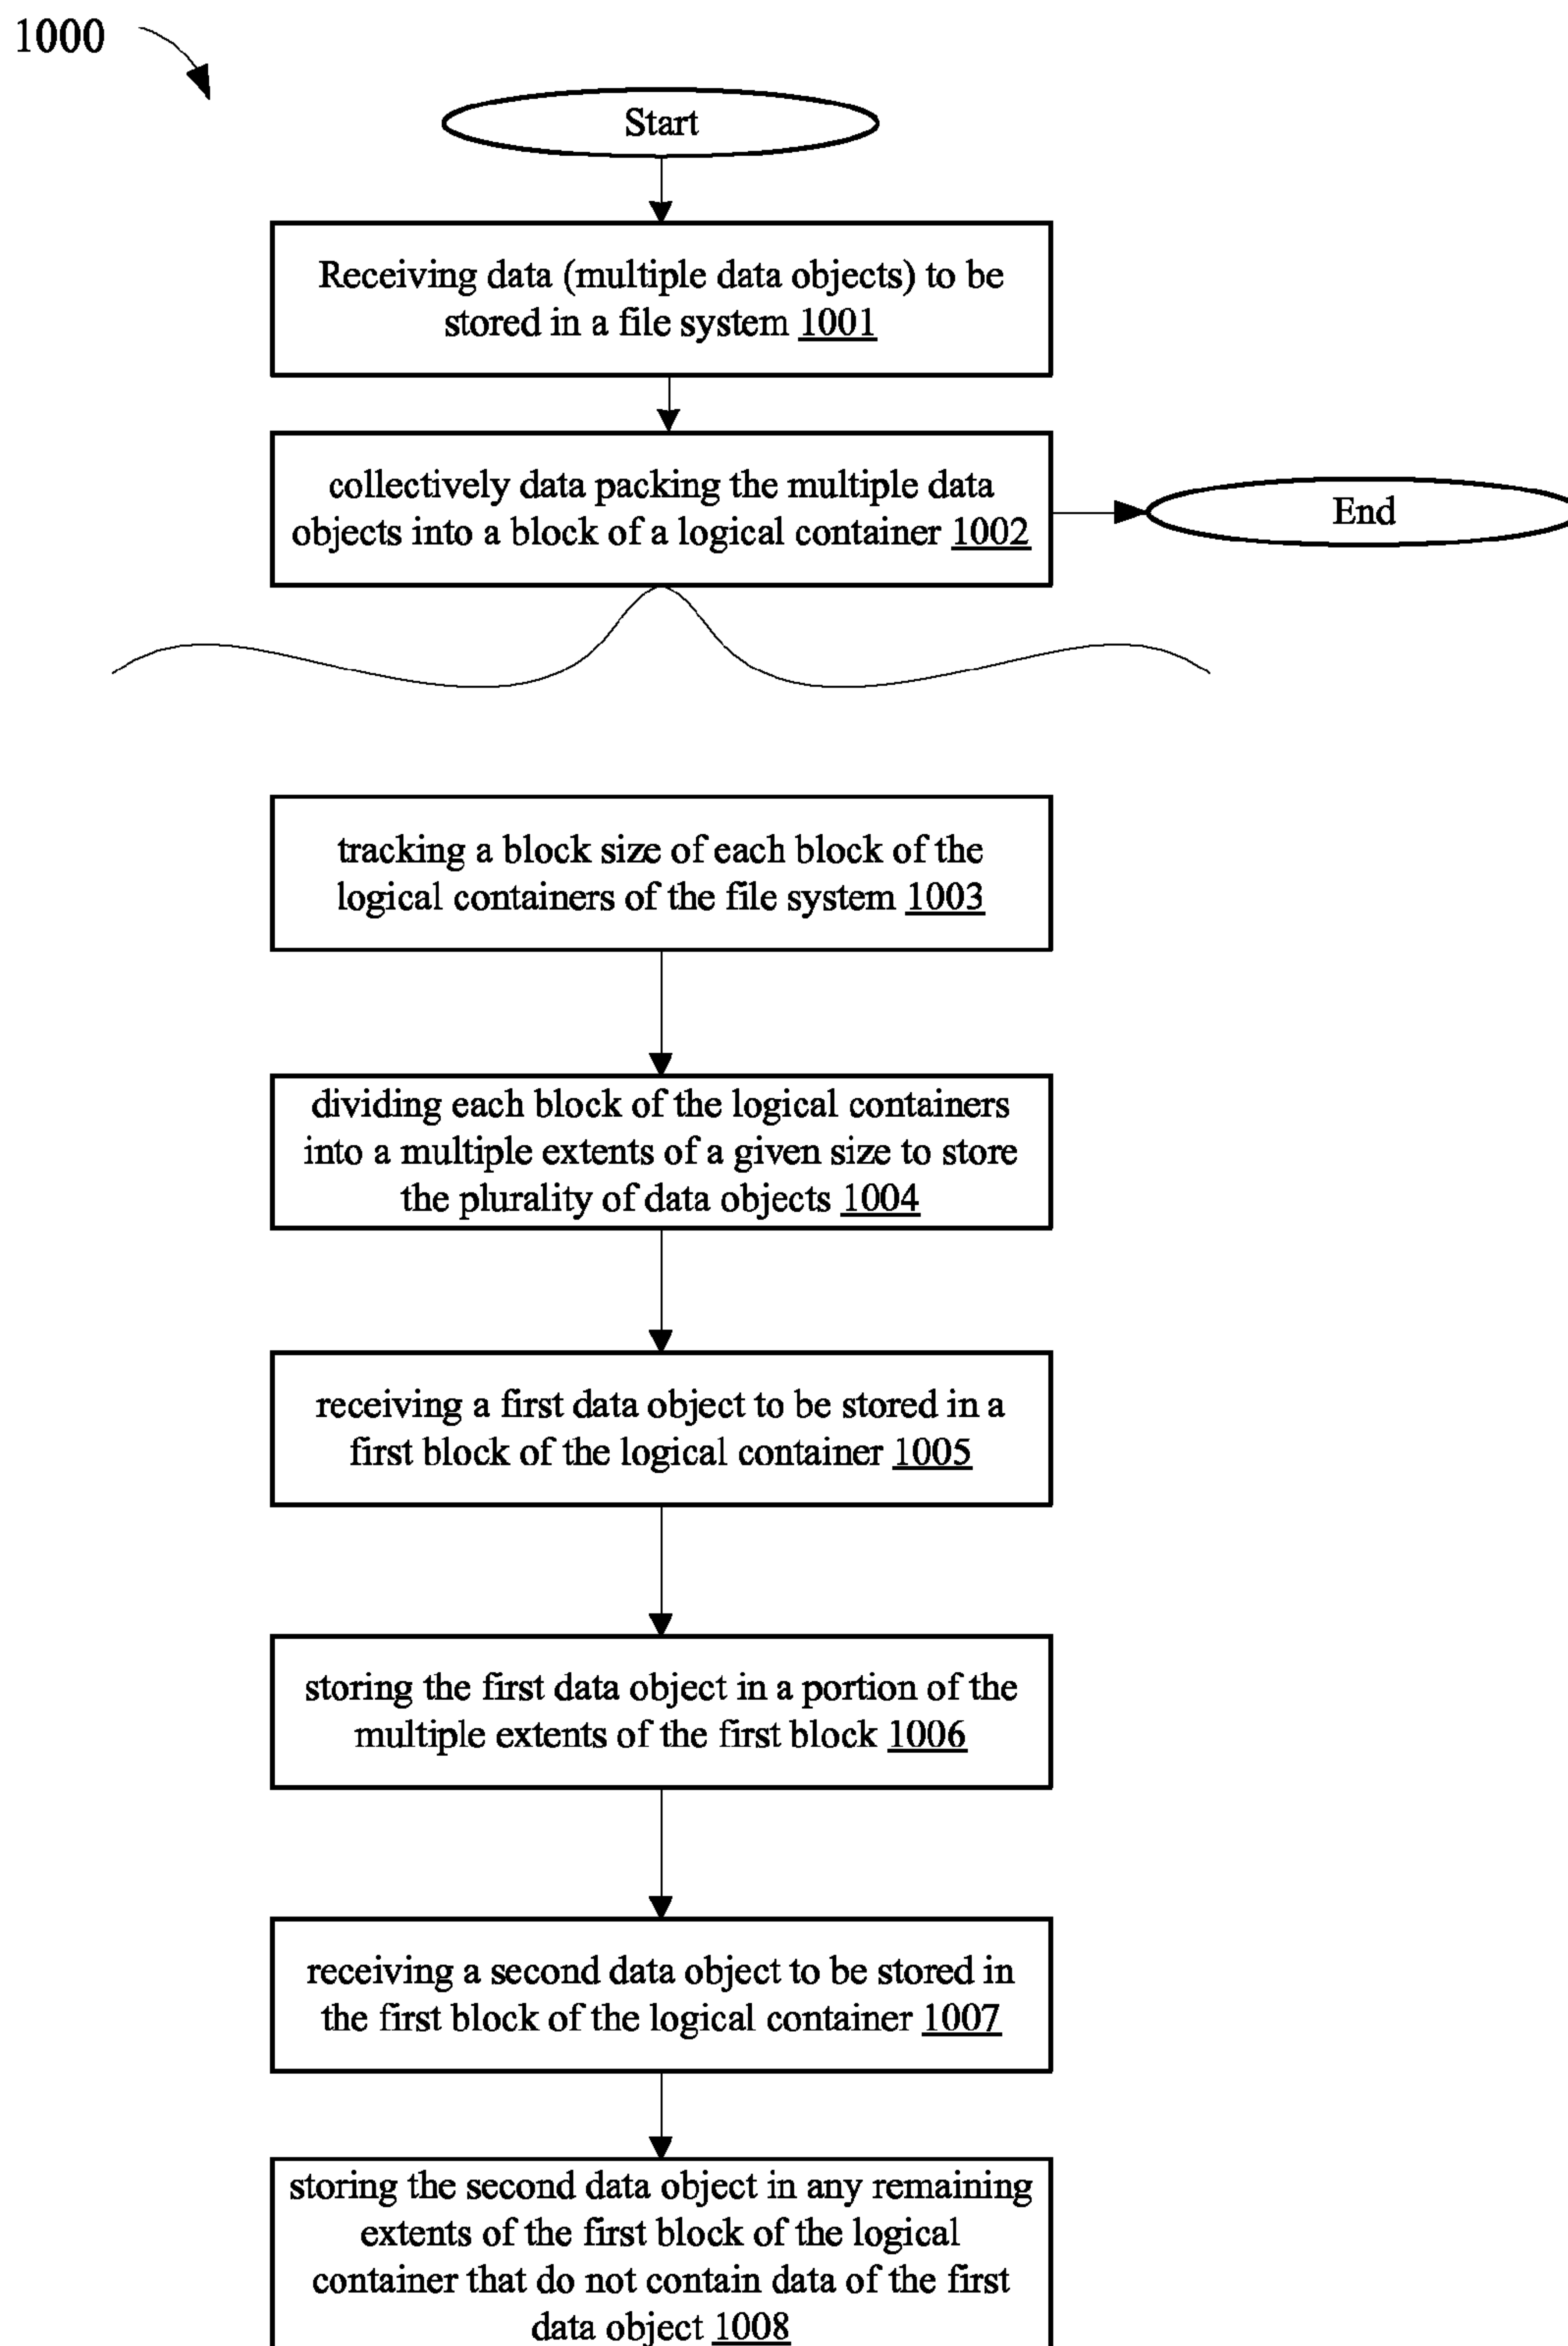 1000
Start
Receiving data (multiple data objects) to be
stored in a file system 1001
collectively data packing the multiple data
objects into a block of a logical container 1002
End
tracking a block size of each block of the
logical containers of the file system 1003
dividing each block of the logical containers
into a multiple extents of a given size to store
the plurality of data objects 1004
receiving a first data object to be stored in a
first block of the logical container 1005
storing the first data object in a portion of the
multiple extents of the first block 1006
receiving a second data object to be stored in
the first block of the logical container 1007
storing the second data object in any remaining
extents of the first block of the logical
container that do not contain data of the first
data object 1008